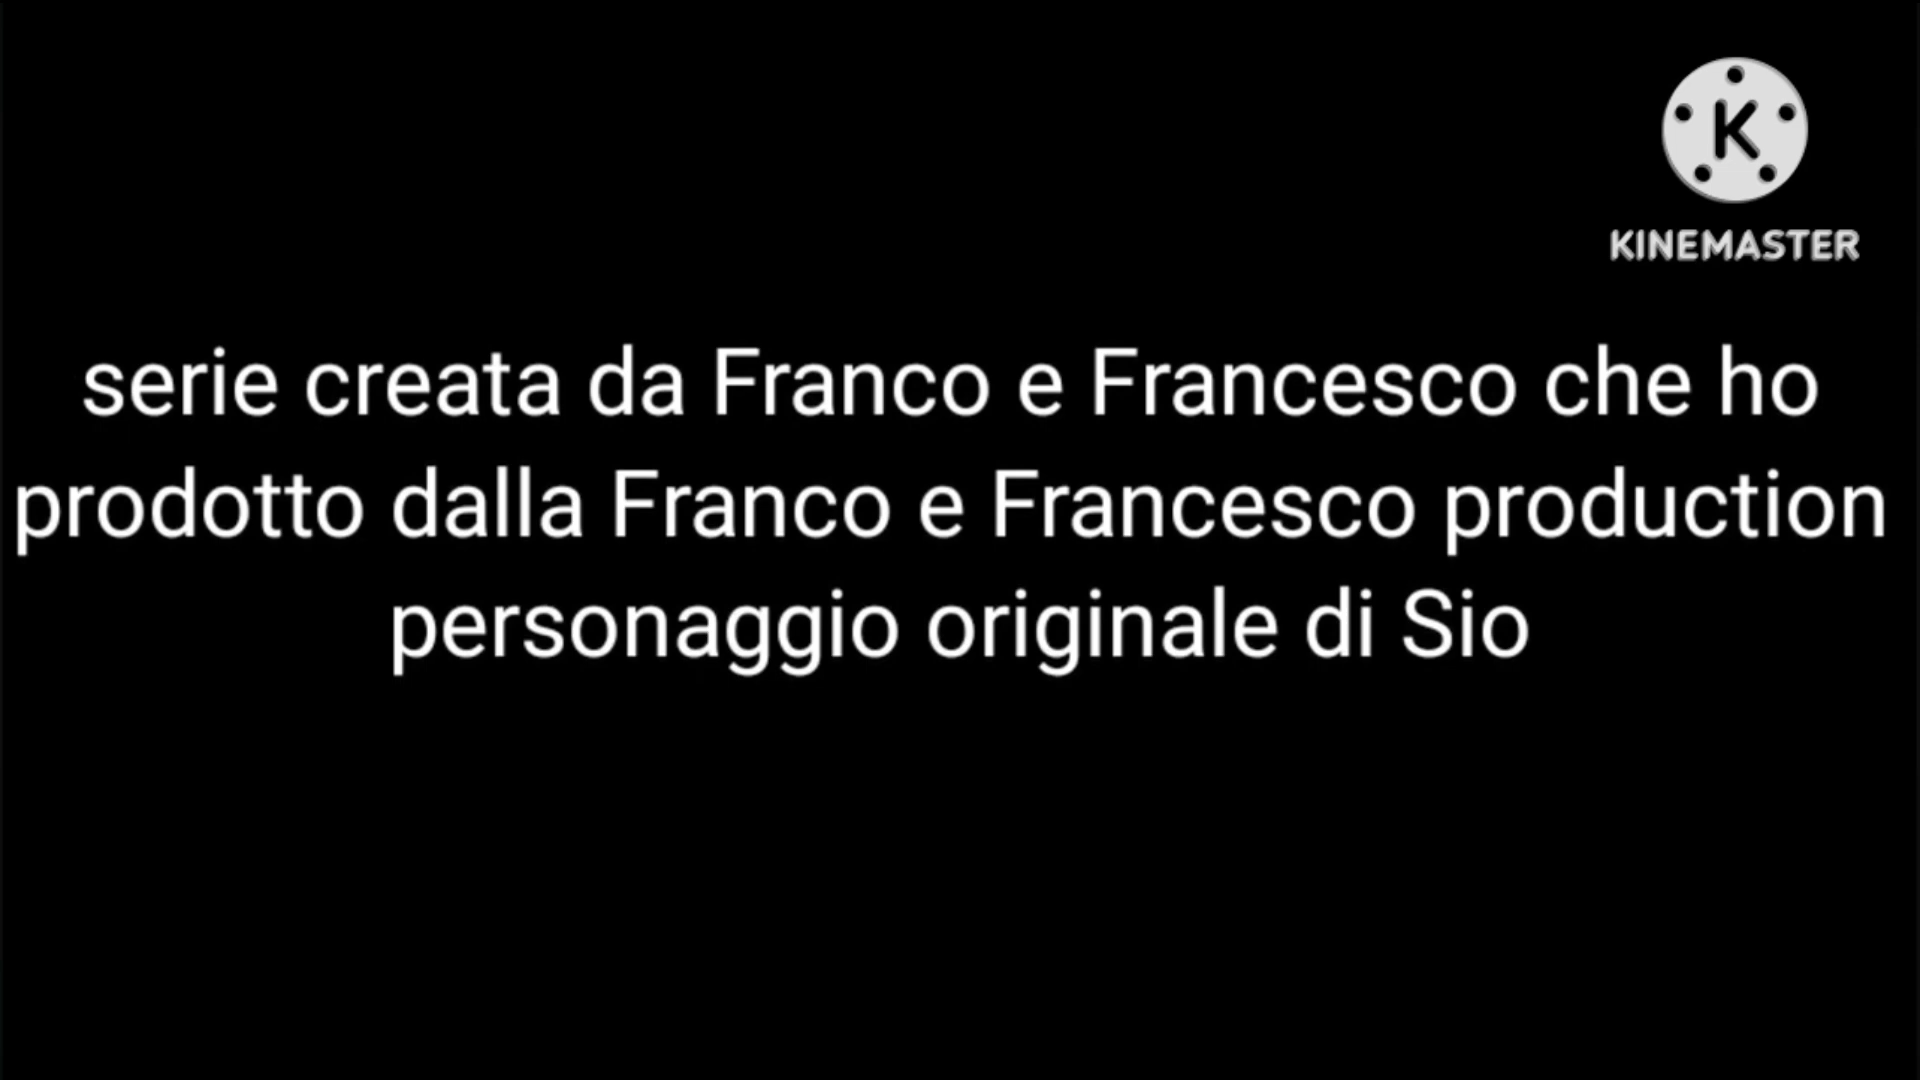 K
KINEMASTER
serie creata da Franco e Francesco che ho
prodotto dalla Franco e Francesco production
personaggio originale di Sio